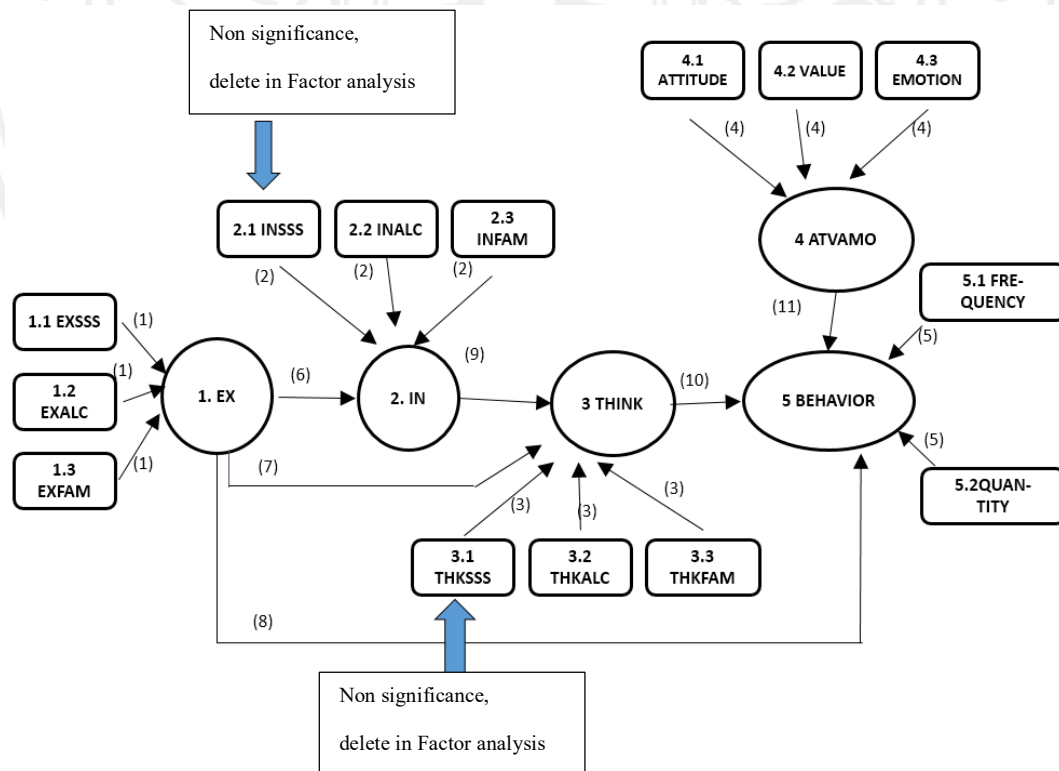 Non significance,
delete in Factor analysis
4.1
ATTITUDE
4.2 VALUE
4.3
EMOTION
(4)
(4)
(4)
2.1 INSSS
2.2 INALC
2.3
INFAM
4 ATVAMO
(2)
(2)
(2)
5.1 FRE-
QUENCY
(11)
(5)
1.1 EXSSS
(1)
(1)
1.2
EXALC
1. EX
(6)
2. IN
(9)
3 THINK
(10)
5 BEHAVIOR
1.3
EXFAM
(1)
(7)
(5)
5.2QUAN-
TITY
(3)
(3)
(3)
3.1
THKSSS
3.2
THKALC
3.3
THKFAM
(8)
Non significance,
delete in Factor analysis